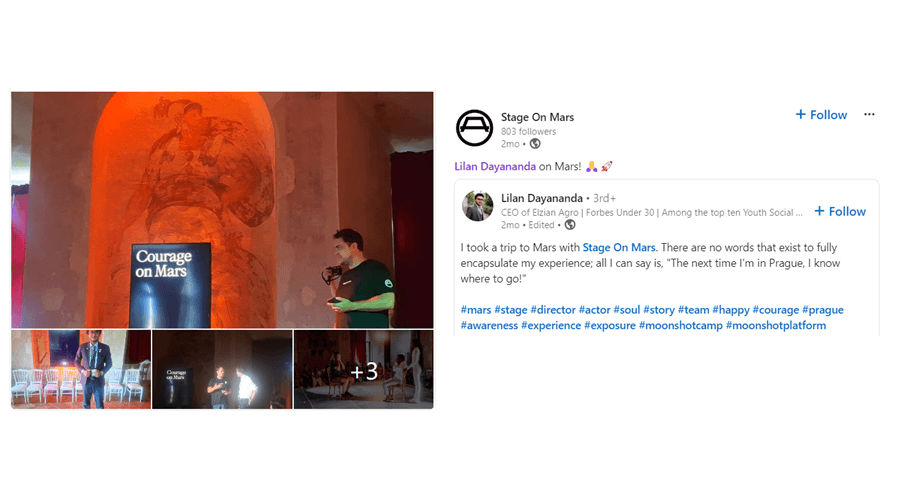 Courage
on Mars
Courage
on Mars
+3
Stage On Mars
803 followers
2mo •
+ Follow
Lilan Dayananda on Mars! 🙏 🚀
Lilan Dayananda • 3rd+
CEO of Elzian Agro | Forbes Under 30 | Among the top ten Youth Social ...
2mo • Edited •
+ Follow
I took a trip to Mars with Stage On Mars. There are no words that exist to fully
encapsulate my experience; all I can say is, "The next time I'm in Prague, I know
where to go!"
#mars #stage #director #actor #soul #story #team #happy #courage #prague
#awareness #experience #exposure #moonshotcamp #moonshotplatform